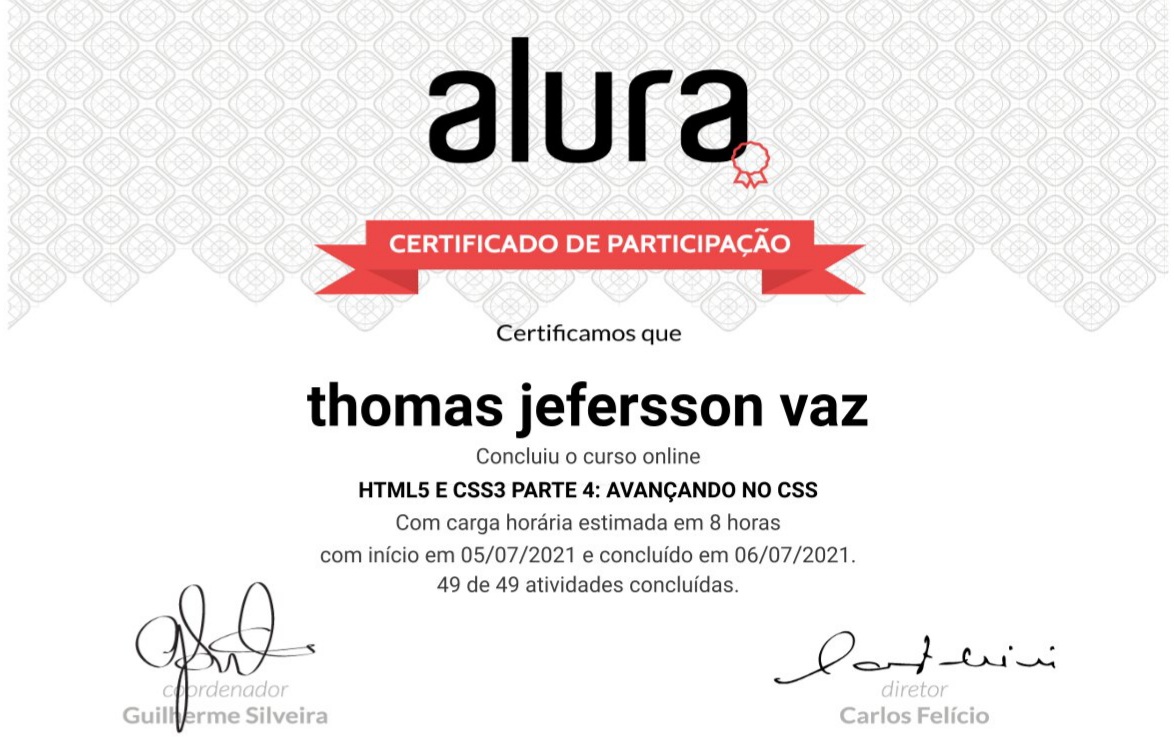 alura
CERTIFICADO DE PARTICIPAÇÃO
Certificamos que
thomas jefersson vaz
Concluiu o curso online
HTML5 E CSS3 PARTE 4: AVANÇANDO NO CSS
Com carga horária estimada em 8 horas
com início em 05/07/2021 e concluído em 06/07/2021.
49 de 49 atividades concluídas.
coordenador
Guilherme Silveira
diretor
Carlos Felício